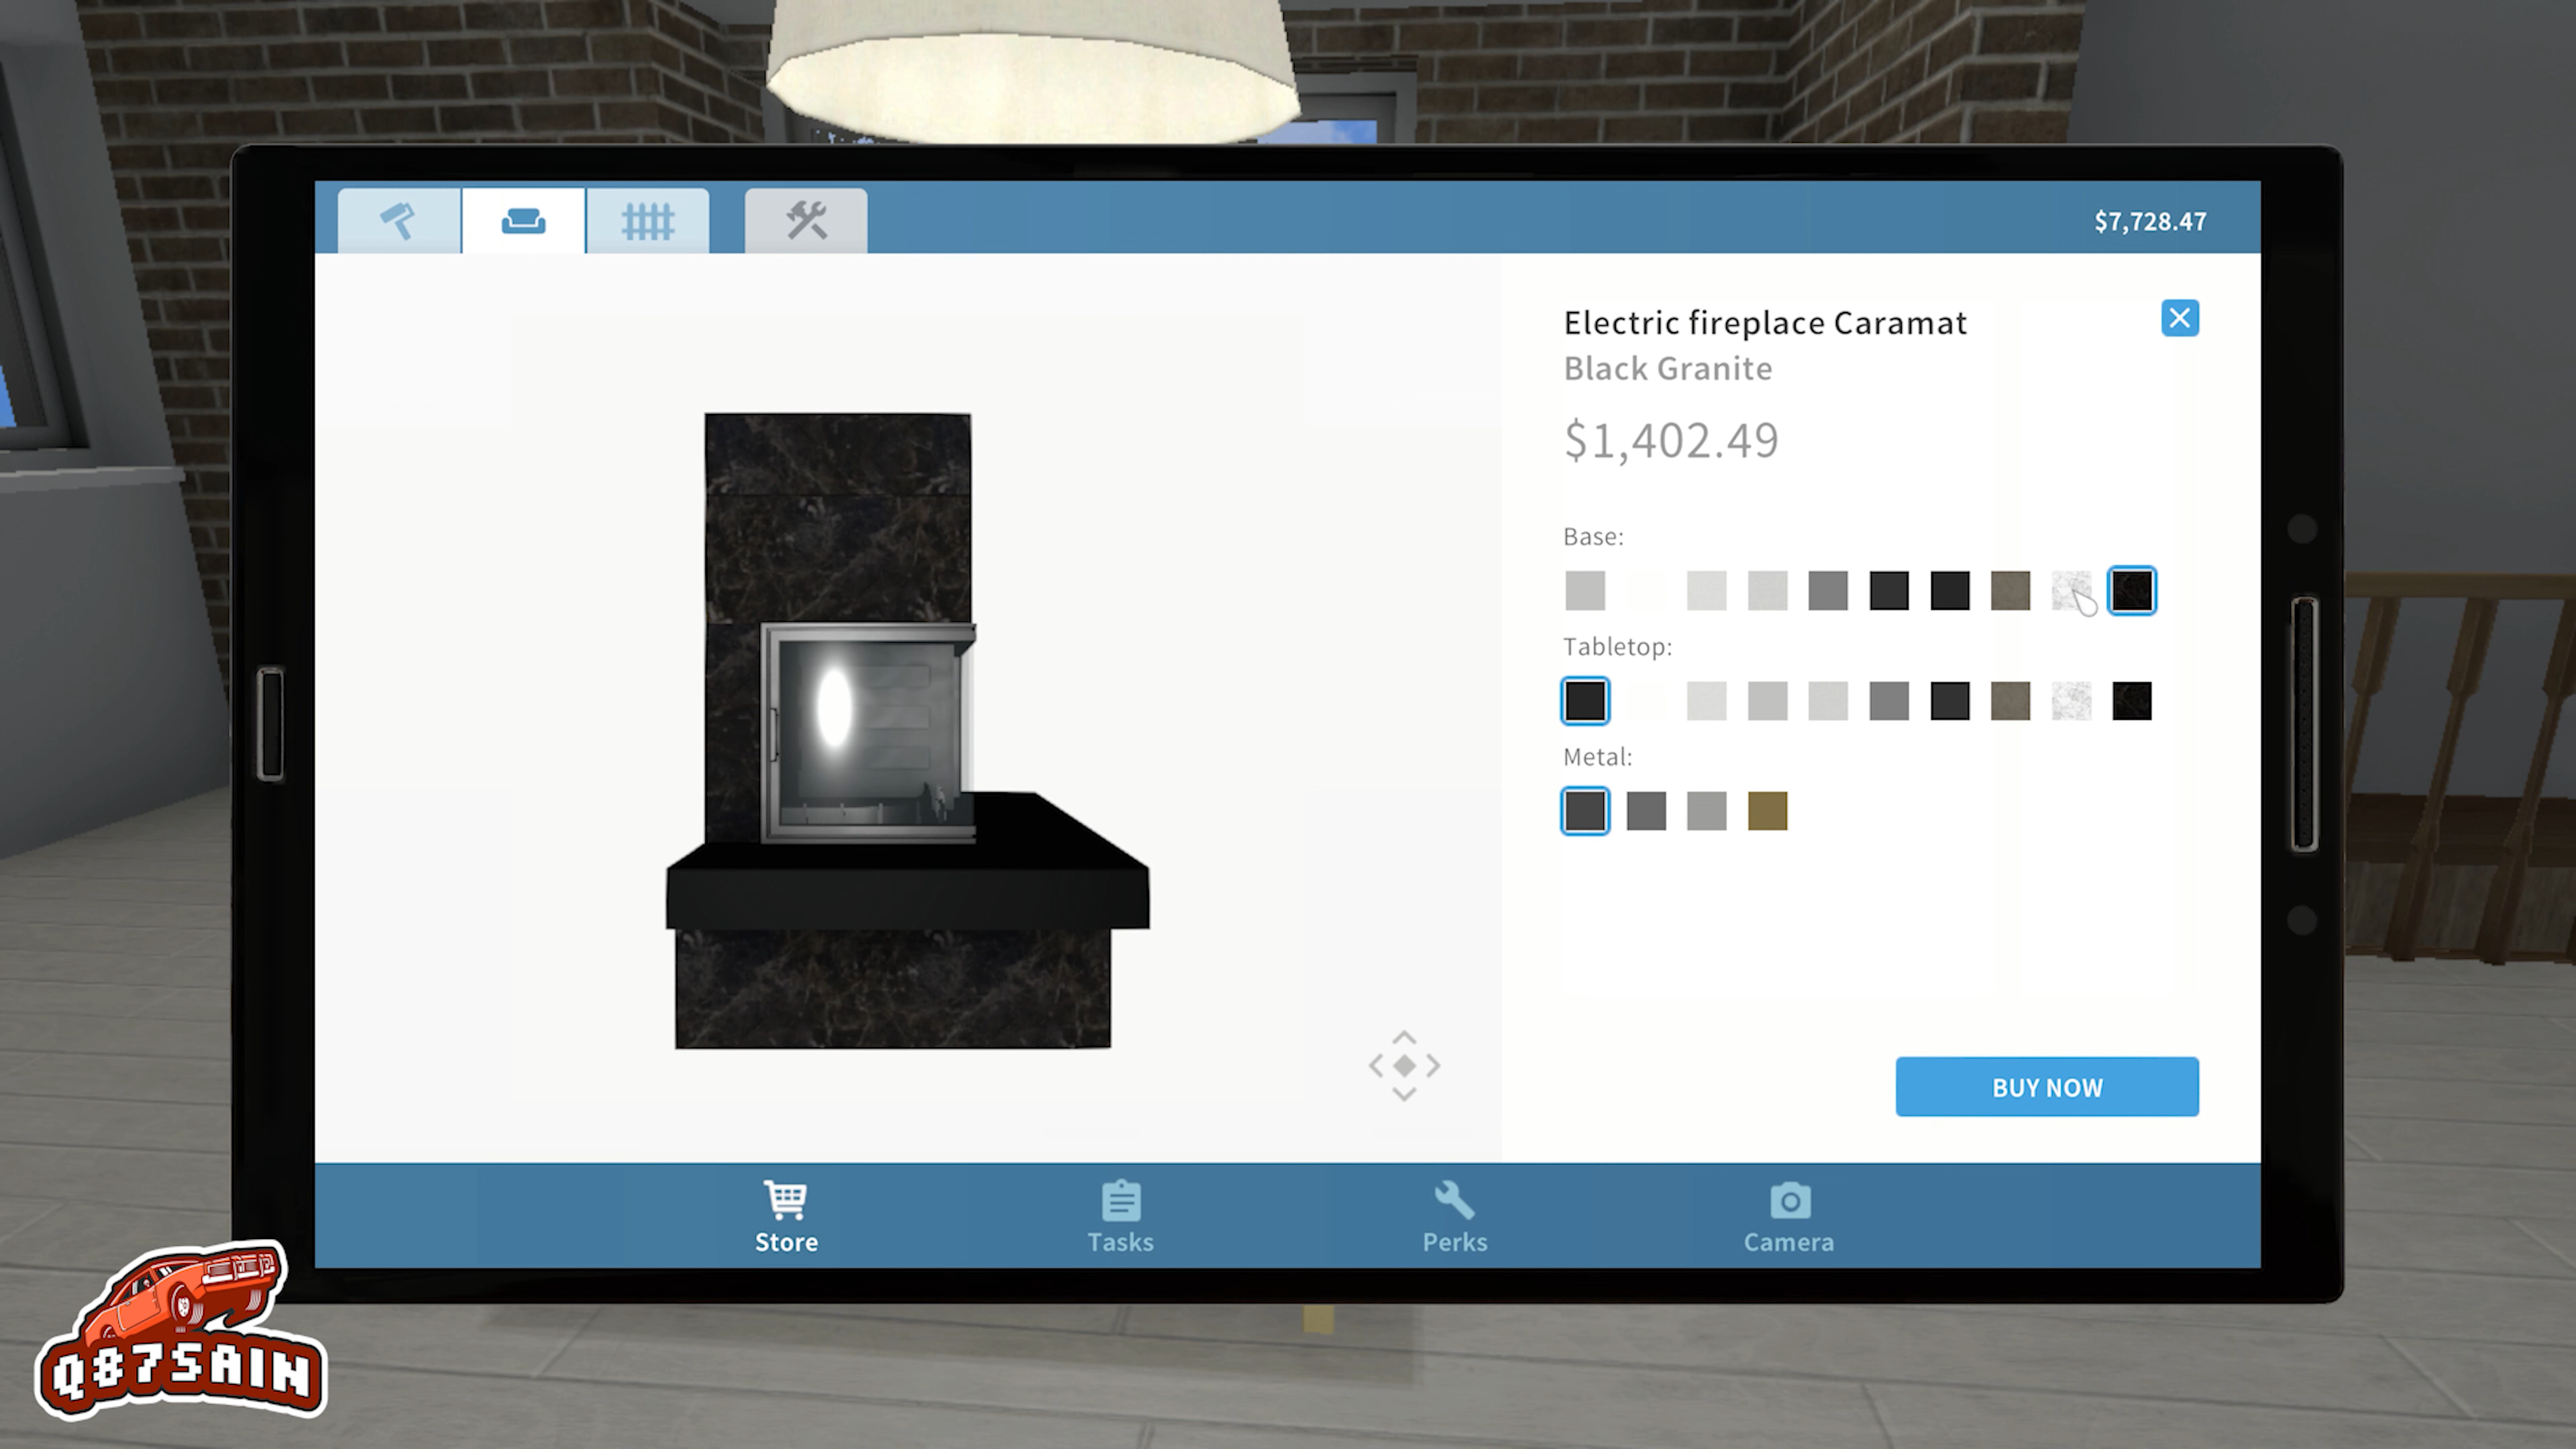 $7,728.47
Electric fireplace Caramat
Black Granite
$1,402.49
Base:
Tabletop:
Metal:
BUY NOW
Store
Tasks
Perks
Camera
Q87SAIN